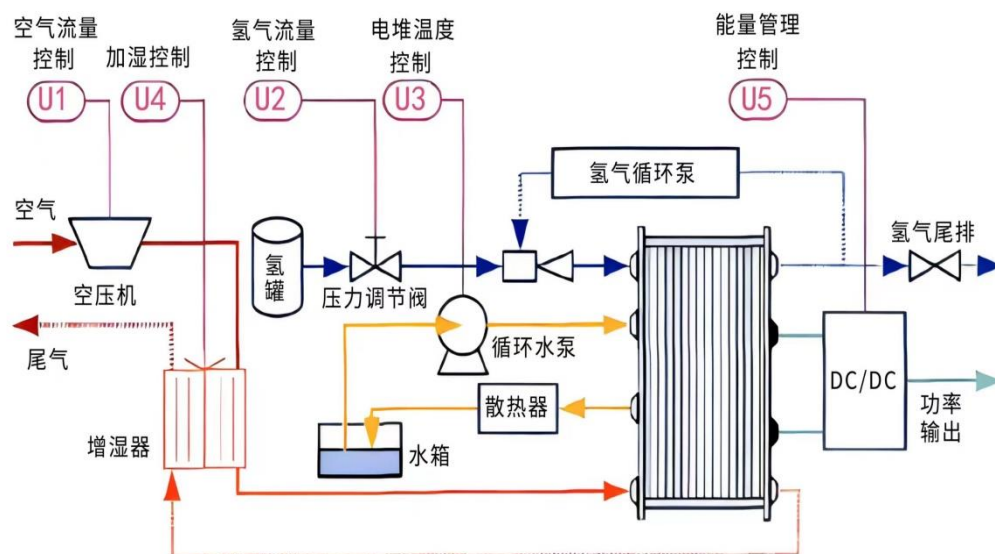 空气流量
控制
加湿控制
氢气流量
控制
电堆温度
控制
能量管理
控制
U1
U4
U2
U3
U5
氢气循环泵
空气
氢气尾排
氢
罐
空压机
压力调节阀
循环水泵
尾气
DC/DC
散热器
功率
输出
增湿器
水箱